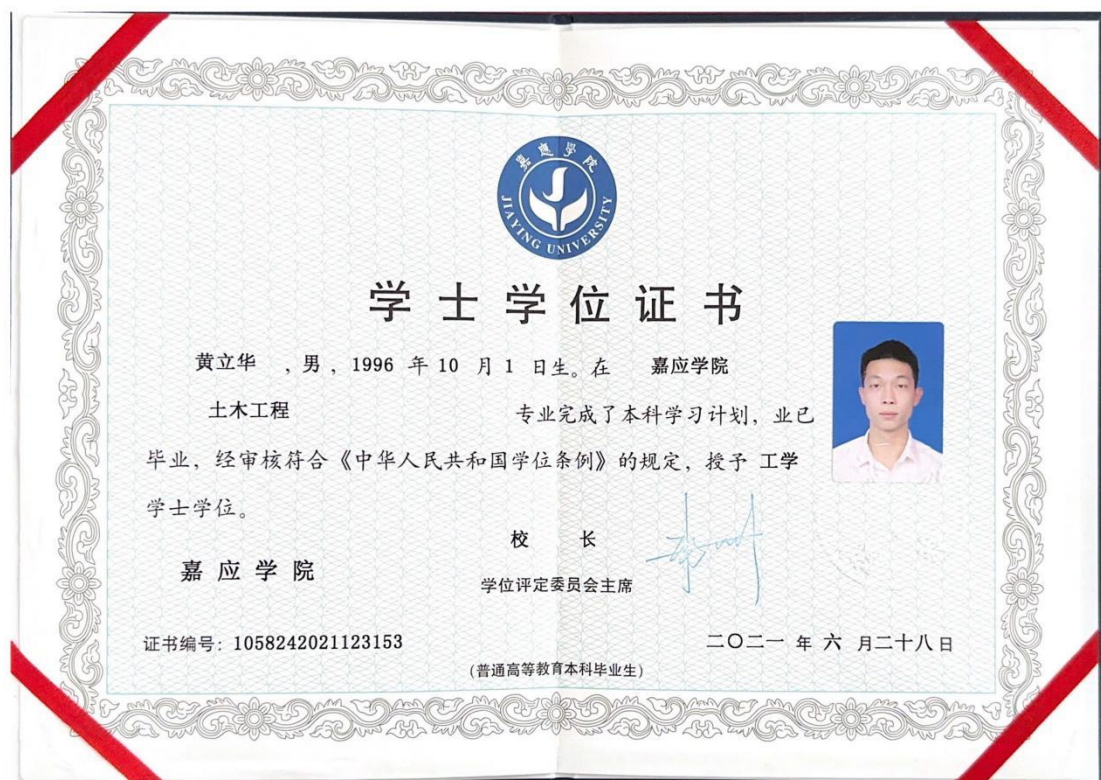 嘉應學院
JIAYING UNIVERSITY
学士学位证书
黄立华 ，男，1996 年 10 月 1 日生。在 嘉应学院
土木工程 专业完成了本科学习计划，业已
毕业，经审核符合《中华人民共和国学位条例》的规定，授予 工学
学士学位。
校 长
嘉应学院
学位评定委员会主席
证书编号：1058242021123153
二〇二一 年 六 月二十八日
(普通高等教育本科毕业生)